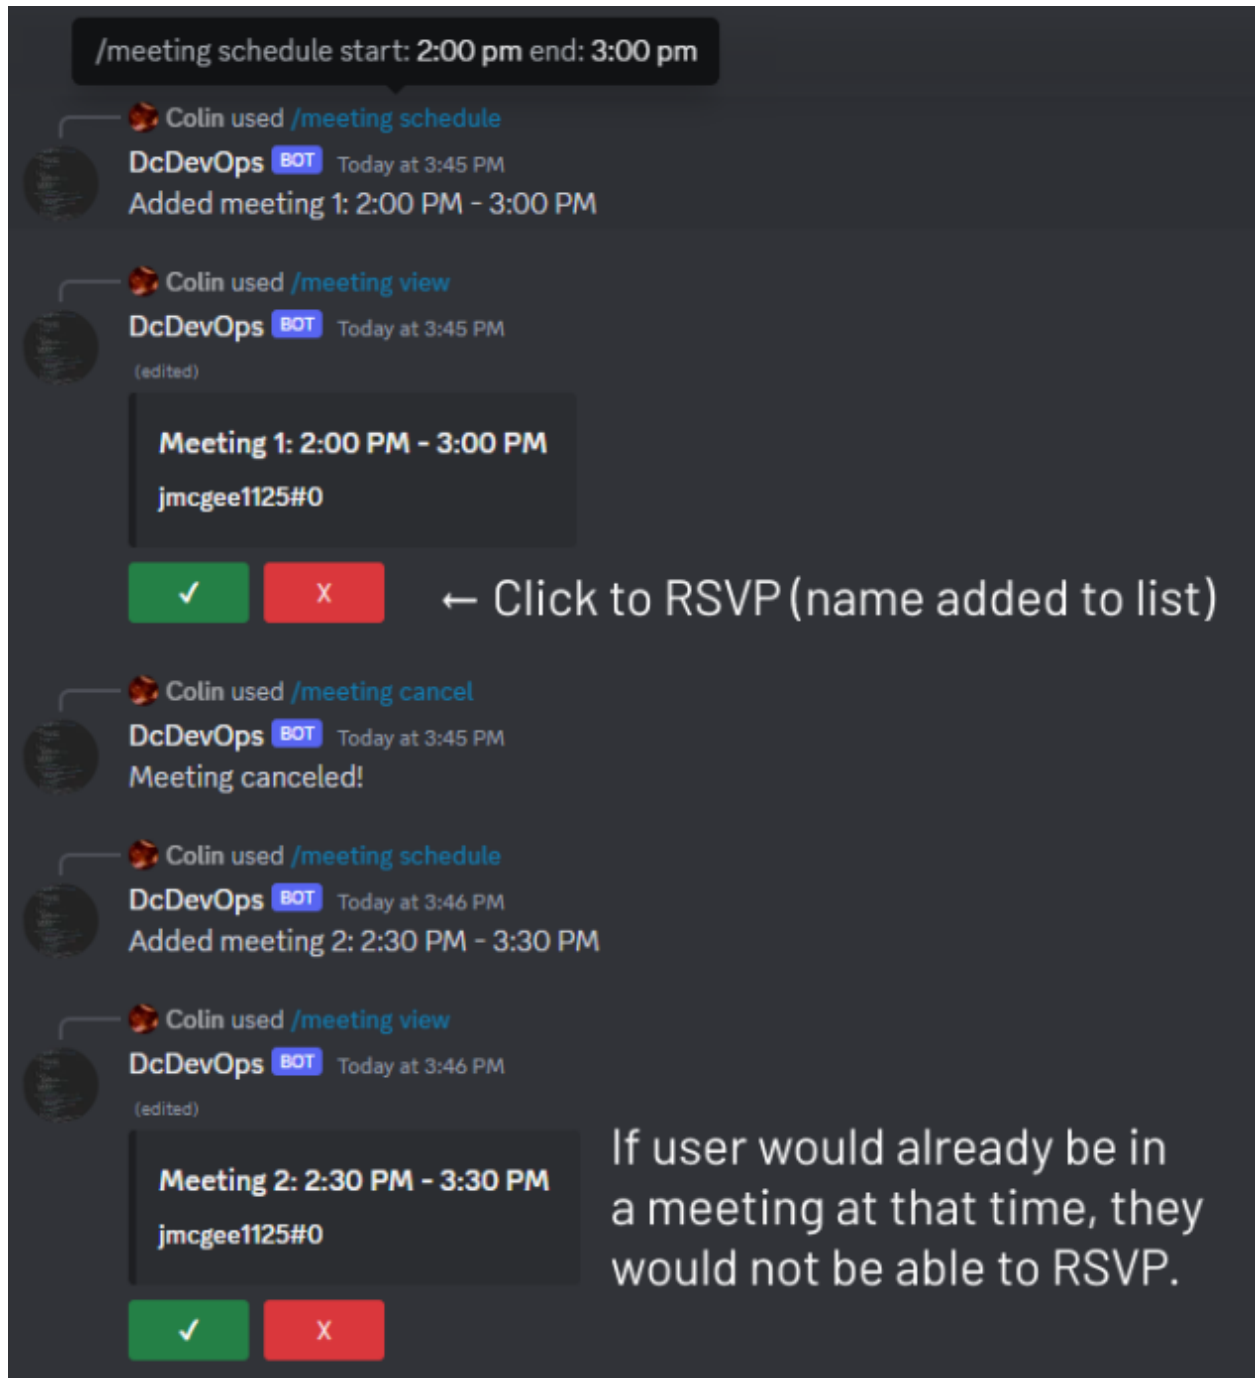 /meeting schedule start: 2:00 pm end: 3:00 pm
Colin used /meeting schedule
DcDevOps BOT Today at 3:45 PM
Added meeting 1: 2:00 PM - 3:00 PM
Colin used /meeting view
DcDevOps BOT Today at 3:45 PM
(edited)
Meeting 1: 2:00 PM - 3:00 PM
jmcgee1125#0
✓ X ← Click to RSVP (name added to list)
Colin used /meeting cancel
DcDevOps BOT Today at 3:45 PM
Meeting canceled!
Colin used /meeting schedule
DcDevOps BOT Today at 3:46 PM
Added meeting 2: 2:30 PM - 3:30 PM
Colin used /meeting view
DcDevOps BOT Today at 3:46 PM
(edited)
Meeting 2: 2:30 PM - 3:30 PM
jmcgee1125#0
✓ X
If user would already be in
a meeting at that time, they
would not be able to RSVP.